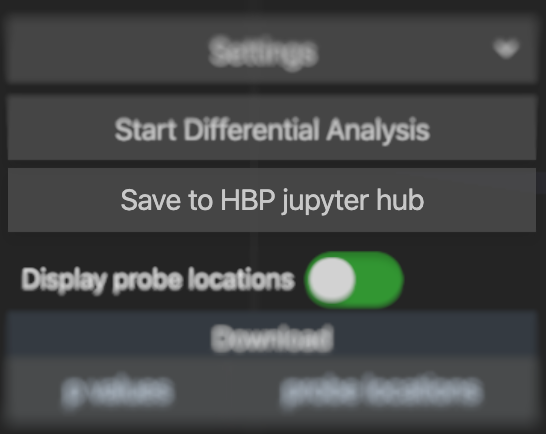 Settings
Start Differential Analysis
Save to HBP jupyter hub
Display probe locations
Download
p values probe locations